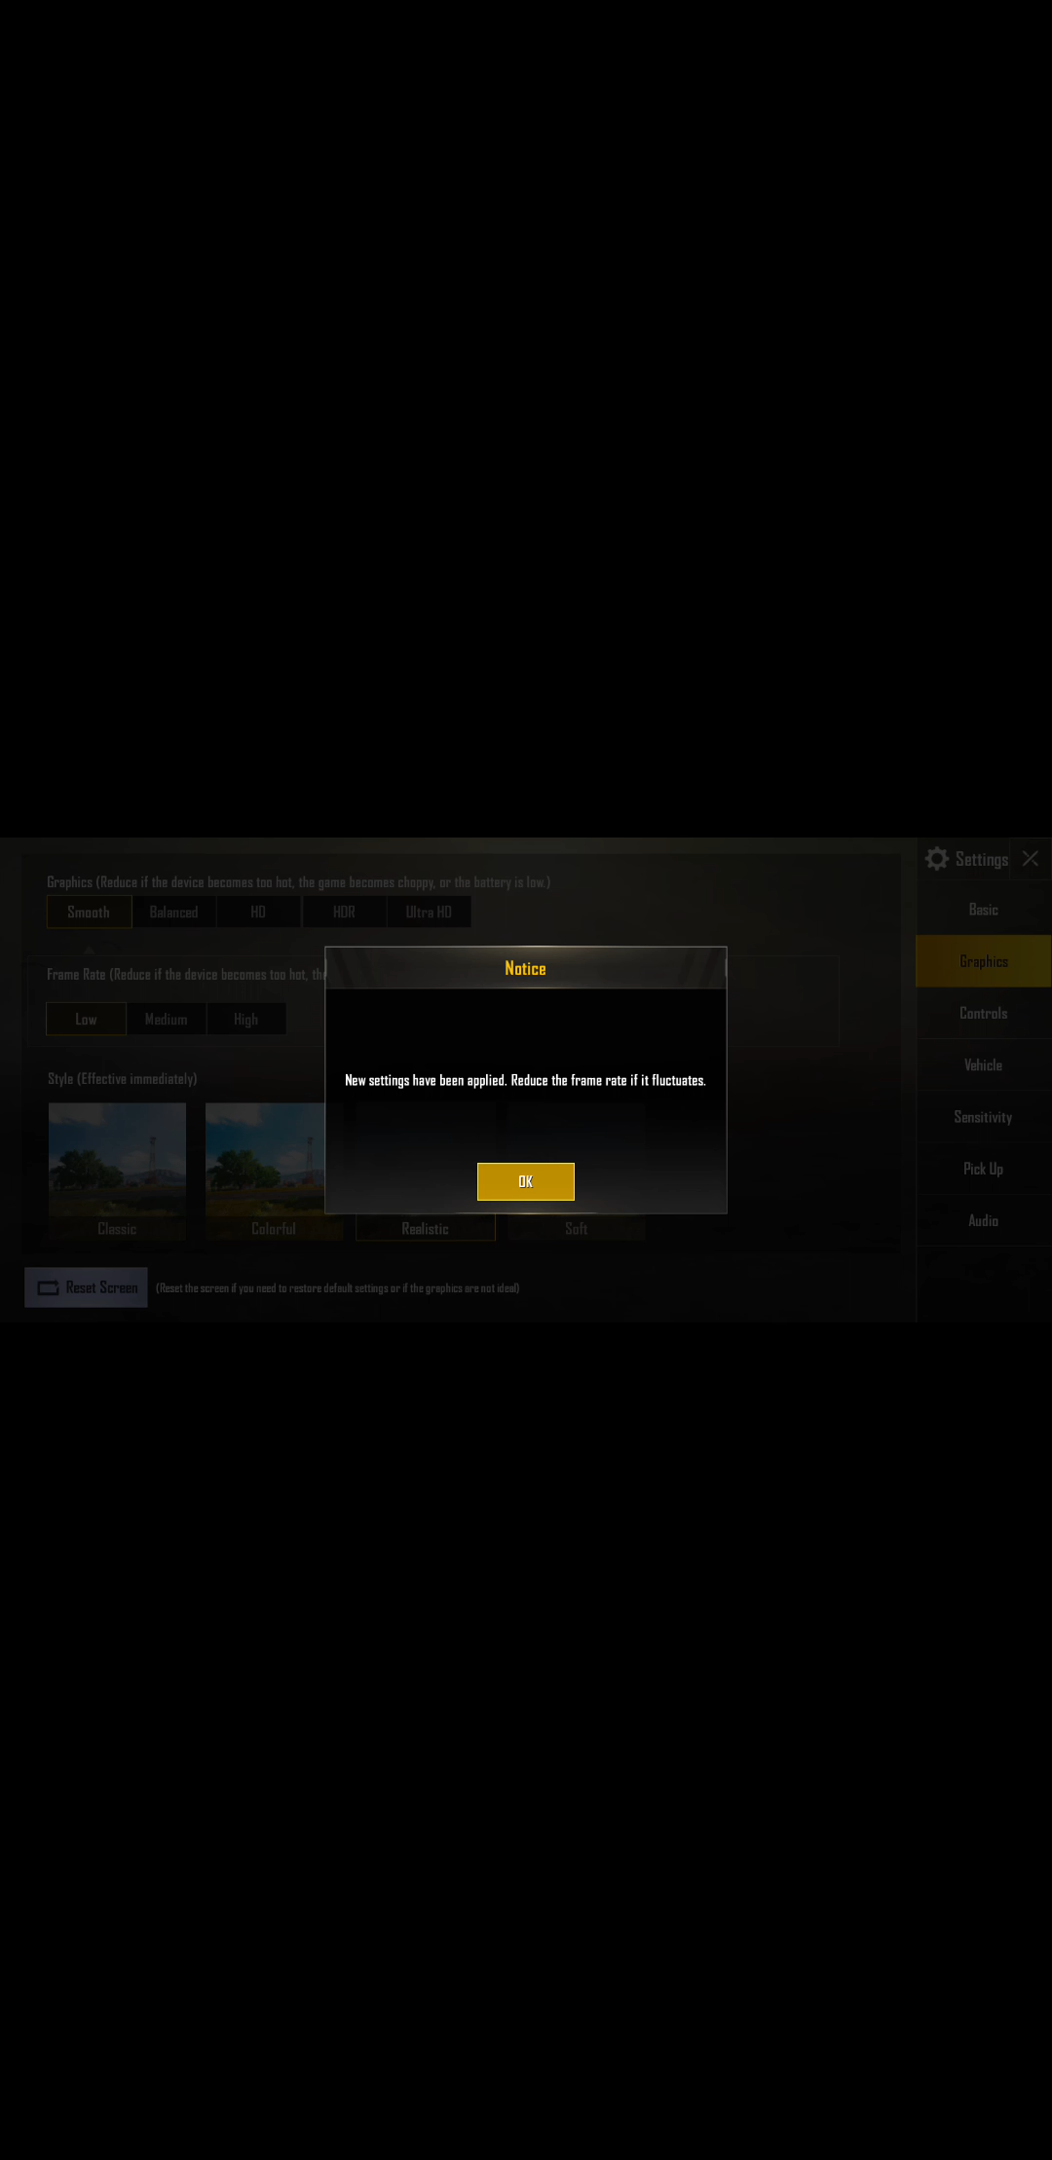 Settings
Graphics (Reduce if the device becomes too hot, the game becomes choppy, or the battery is low.)
Smooth
Balanced
HD
HDR
Ultra HD
Basic
Graphics
Controls
Vehicle
Sensitivity
Pick Up
Audio
Frame Rate (Reduce if the device becomes too hot, the
Low
Medium
High
Notice
New settings have been applied. Reduce the frame rate if it fluctuates.
OK
Style (Effective immediately)
Classic
Colorful
Realistic
Soft
Reset Screen
(Reset the screen if you need to restore default settings or if the graphics are not ideal)